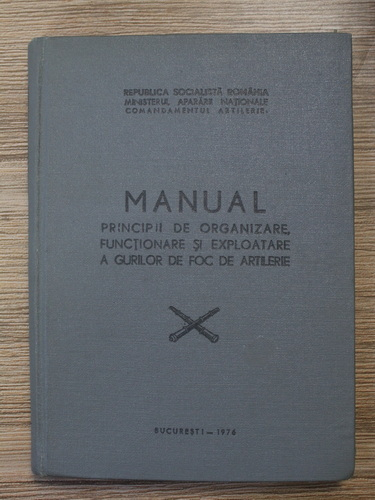 REPUBLICA SOCIALISTĂ ROMÂNIA
MINISTERUL APĂRĂRII NAȚIONALE
COMANDAMENTUL ARTILERIEI
MANUAL
PRINCIPII DE ORGANIZARE,
FUNCȚIONARE ȘI EXPLOATARE
A GURILOR DE FOC DE ARTILERIE
BUCUREȘTI — 1976